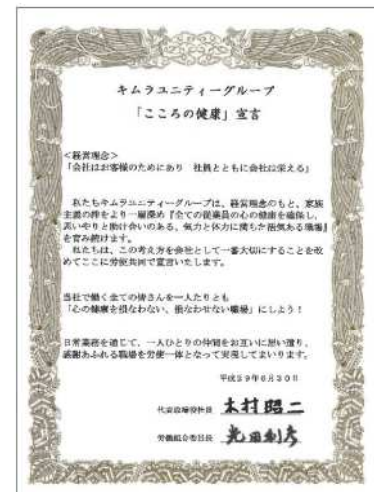 キムラユニティーグループ
「こころの健康」宣言
＜経営理念＞
「会社はお客様のためにあり　社員とともに会社は栄える」
私たちキムラユニティーグループは、経営理念のもと、家族
主義の絆をより一層深め『全ての従業員の心の健康を確保し、
思いやりと助け合いのある、気力と体力に満ちた活気ある職場』
を育み続けます。
私たちは、この考え方を会社として一番大切にすることを改
めてここに労使共同で宣言いたします。
当社で働く全ての皆さんを一人たりとも
「心の健康を損なわない、損なわせない職場」にしよう！
日常業務を通じて、一人ひとりの仲間をお互いに思い遣り、
感謝あふれる職場を労使一体となって実現してまいります。
平成29年6月30日
代表取締役社長　木村昭二
労働組合委員長